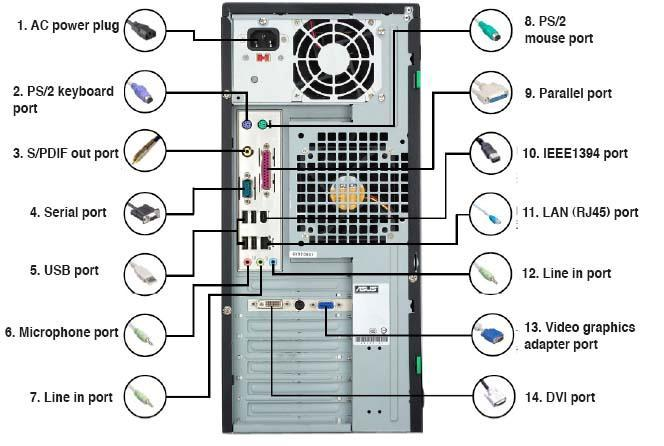 1. AC power plug
2. PS/2 keyboard
port
3. S/PDIF out port
4. Serial port
5. USB port
6. Microphone port
7. Line in port
8. PS/2
mouse port
9. Parallel port
10. IEEE1394 port
11. LAN (RJ45) port
12. Line in port
13. Video graphics
adapter port
14. DVI port
ASUS